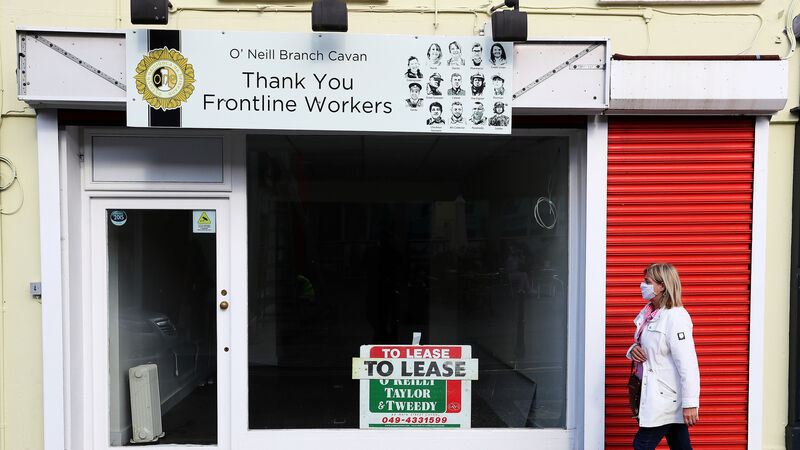 O' Neill Branch Cavan
Thank You
Frontline Workers
TO LEASE
TO LEASE
O'REILLY
TAYLOR
& TWEEDY
049-4331599